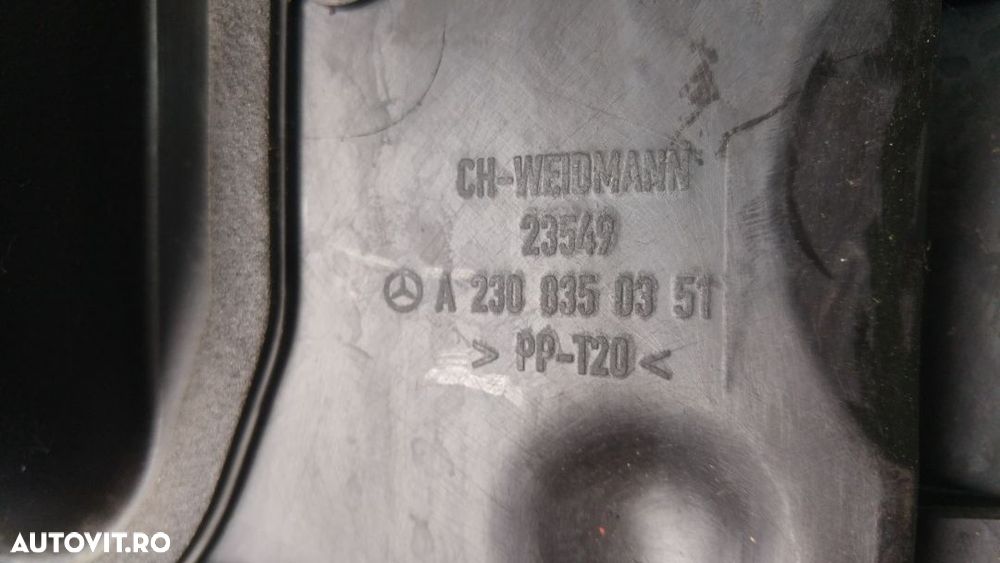 CH-WEIDMANN
23549
A 230 835 03 51
> PP-T20 <
AUTOVIT.RO